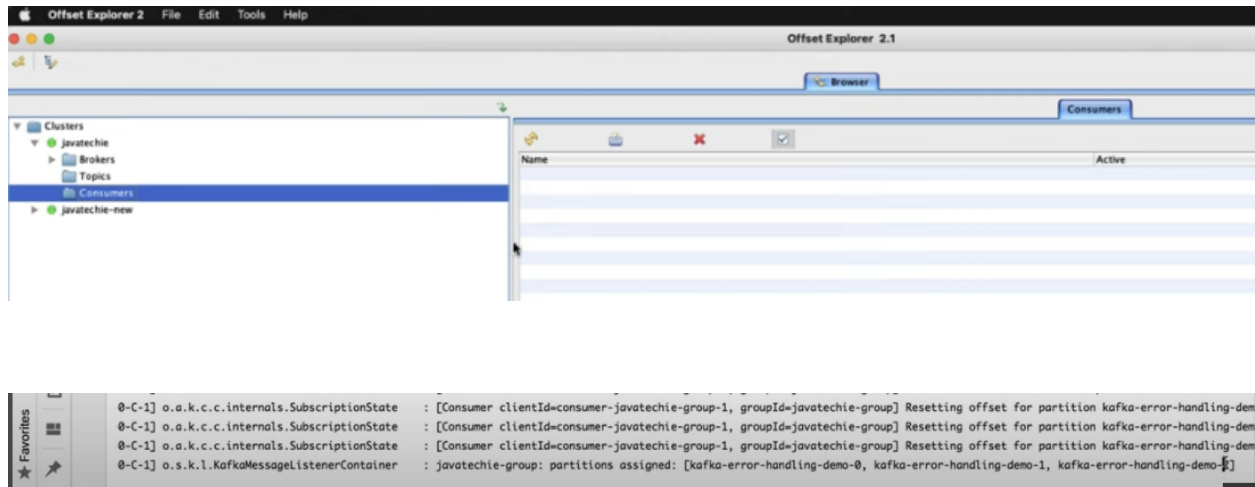 Offset Explorer 2 File Edit Tools Help
Offset Explorer 2.1
Browser
Consumers
Clusters
javatechie
Brokers
Topics
Consumers
javatechie-new
Name Active
Favorites
0-C-1] o.a.k.c.c.internals.SubscriptionState : [Consumer clientId=consumer-javatechie-group-1, groupId=javatechie-group] Resetting offset for partition kafka-error-handling-dem
0-C-1] o.a.k.c.c.internals.SubscriptionState : [Consumer clientId=consumer-javatechie-group-1, groupId=javatechie-group] Resetting offset for partition kafka-error-handling-dem
0-C-1] o.a.k.c.c.internals.SubscriptionState : [Consumer clientId=consumer-javatechie-group-1, groupId=javatechie-group] Resetting offset for partition kafka-error-handling-dem
0-C-1] o.s.k.l.KafkaMessageListenerContainer : javatechie-group: partitions assigned: [kafka-error-handling-demo-0, kafka-error-handling-demo-1, kafka-error-handling-demo-2]